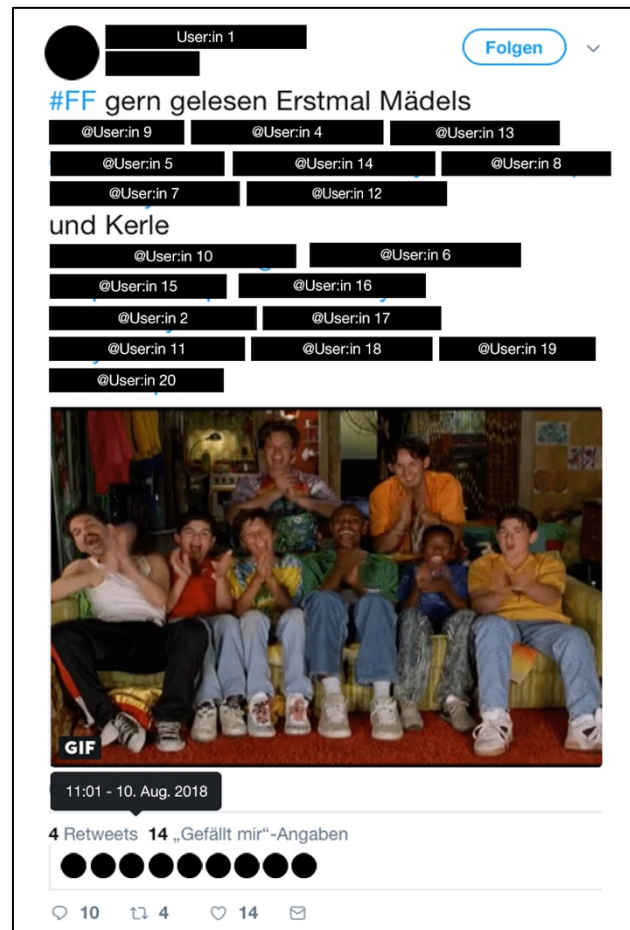 User:in 1
Folgen
#FF gern gelesen Erstmal Mädels
@User:in 9 @User:in 4 @User:in 13
@User:in 5 @User:in 14 @User:in 8
@User:in 7 @User:in 12
und Kerle
@User:in 10 @User:in 6
@User:in 15 @User:in 16
@User:in 2 @User:in 17
@User:in 11 @User:in 18 @User:in 19
@User:in 20
GIF
11:01 - 10. Aug. 2018
4 Retweets 14 „Gefällt mir“-Angaben
10 4 14